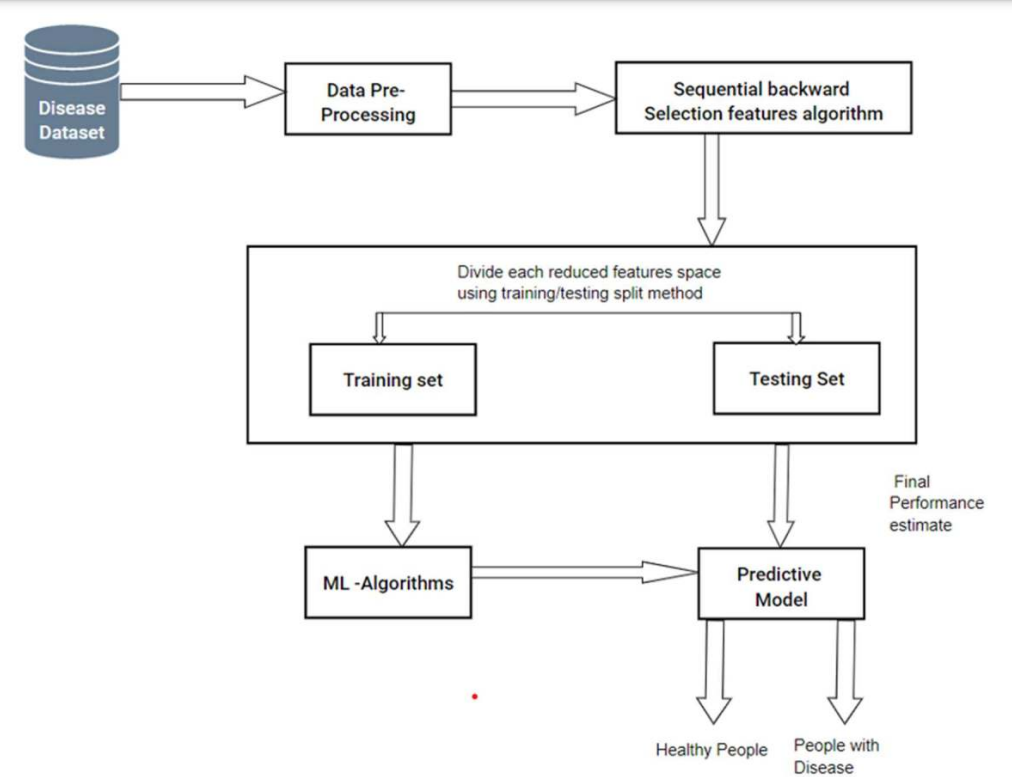 Disease
Dataset
Data Pre-
Processing
Sequential backward
Selection features algorithm
Divide each reduced features space
using training/testing split method
Training set
Testing Set
Final
Performance
estimate
ML -Algorithms
Predictive
Model
Healthy People
People with
Disease